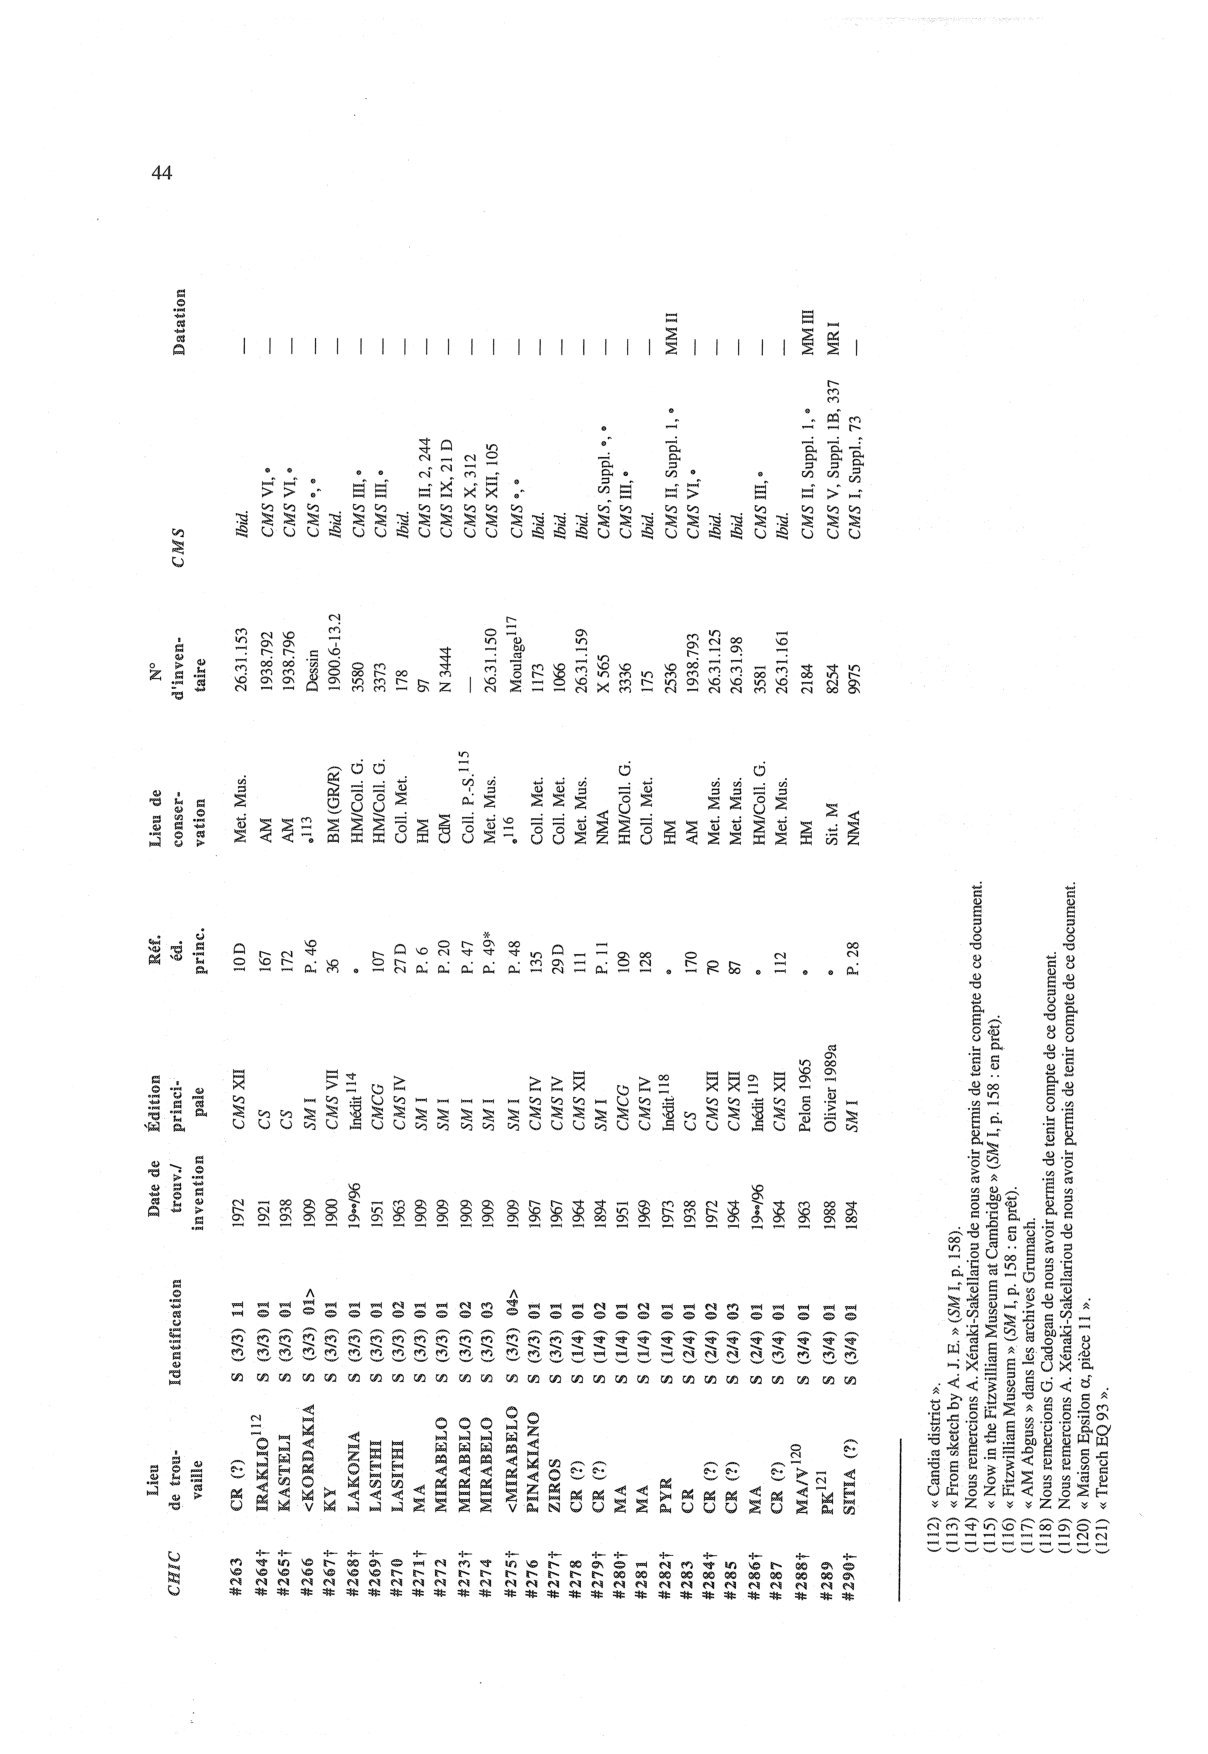 44
CHIC | Lieu de trou-vaille | Identification | Date de trouv./invention | Édition princi-pale | Réf. éd. princ. | Lieu de conser-vation | N° d'inven-taire | CMS | Datation
#263 CR (?) S (3/3) 11 1972 CMS XII 10 D Met. Mus. 26.31.153 Ibid. —
#264† IRAKLIO112 S (3/3) 01 1921 CS 167 AM 1938.792 CMS VI, • —
#265† KASTELI S (3/3) 01 1938 CS 172 AM 1938.796 CMS VI, • —
#266 <KORDAKIA S (3/3) 01> 1909 SM I P. 46 •113 Dessin CMS •, • —
#267† KY S (3/3) 01 1900 CMS VII 36 BM (GR/R) 1900.6-13.2 Ibid. —
#268† LAKONIA S (3/3) 01 19••/96 Inédit114 • HM/Coll. G. 3580 CMS III, • —
#269† LASITHI S (3/3) 01 1951 CMCG 107 HM/Coll. G. 3373 CMS III, • —
#270 LASITHI S (3/3) 02 1963 CMS IV 27 D Coll. Met. 178 Ibid. —
#271† MA S (3/3) 01 1909 SM I P. 6 HM 97 CMS II, 2, 244 —
#272 MIRABELO S (3/3) 01 1909 SM I P. 20 CdM N 3444 CMS IX, 21 D —
#273† MIRABELO S (3/3) 02 1909 SM I P. 47 Coll. P.-S.115 — CMS X, 312 —
#274 MIRABELO S (3/3) 03 1909 SM I P. 49* Met. Mus. 26.31.150 CMS XII, 105 —
#275† <MIRABELO S (3/3) 04> 1909 SM I P. 48 •116 Moulage117 CMS •, • —
#276 PINAKIANO S (3/3) 01 1967 CMS IV 135 Coll. Met. 1173 Ibid. —
#277† ZIROS S (3/3) 01 1967 CMS IV 29 D Coll. Met. 1066 Ibid. —
#278 CR (?) S (1/4) 01 1964 CMS XII 111 Met. Mus. 26.31.159 Ibid. —
#279† CR (?) S (1/4) 02 1894 SM I P. 11 NMA X 565 CMS, Suppl. •, • —
#280† MA S (1/4) 01 1951 CMCG 109 HM/Coll. G. 3336 CMS III, • —
#281 MA S (1/4) 02 1969 CMS IV 128 Coll. Met. 175 Ibid. —
#282† PYR S (1/4) 01 1973 Inédit118 • HM 2536 CMS II, Suppl. 1, • MM II
#283 CR S (2/4) 01 1938 CS 170 AM 1938.793 CMS VI, • —
#284† CR (?) S (2/4) 02 1972 CMS XII 70 Met. Mus. 26.31.125 Ibid. —
#285 CR (?) S (2/4) 03 1964 CMS XII 87 Met. Mus. 26.31.98 Ibid. —
#286† MA S (2/4) 01 19••/96 Inédit119 • HM/Coll. G. 3581 CMS III, • —
#287 CR (?) S (3/4) 01 1964 CMS XII 112 Met. Mus. 26.31.161 Ibid. —
#288† MA/V120 S (3/4) 01 1963 Pelon 1965 • HM 2184 CMS II, Suppl. 1, • MM III
#289 PK121 S (3/4) 01 1988 Olivier 1989a • Sit. M 8254 CMS V, Suppl. 1B, 337 MR I
#290† SITIA (?) S (3/4) 01 1894 SM I P. 28 NMA 9975 CMS I, Suppl., 73 —
(112) « Candia district ».
(113) « From sketch by A. J. E. » (SM I, p. 158).
(114) Nous remercions A. Xénaki-Sakellariou de nous avoir permis de tenir compte de ce document.
(115) « Now in the Fitzwilliam Museum at Cambridge » (SM I, p. 158 : en prêt).
(116) « Fitzwilliam Museum » (SM I, p. 158 : en prêt).
(117) « AM Abguss » dans les archives Grumach.
(118) Nous remercions G. Cadogan de nous avoir permis de tenir compte de ce document.
(119) Nous remercions A. Xénaki-Sakellariou de nous avoir permis de tenir compte de ce document.
(120) « Maison Epsilon α, pièce 11 ».
(121) « Trench EQ 93 ».